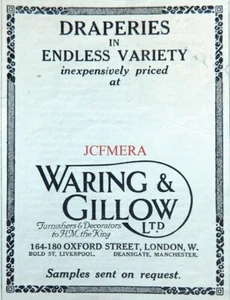 DRAPERIES
IN
ENDLESS VARIETY
inexpensively priced
at
JCFMERA
WARING &
GILLOW
LTD
Furnishers & Decorators
to H.M. the King
164-180 OXFORD STREET, LONDON, W.
BOLD ST, LIVERPOOL. DEANSGATE, MANCHESTER.
Samples sent on request.